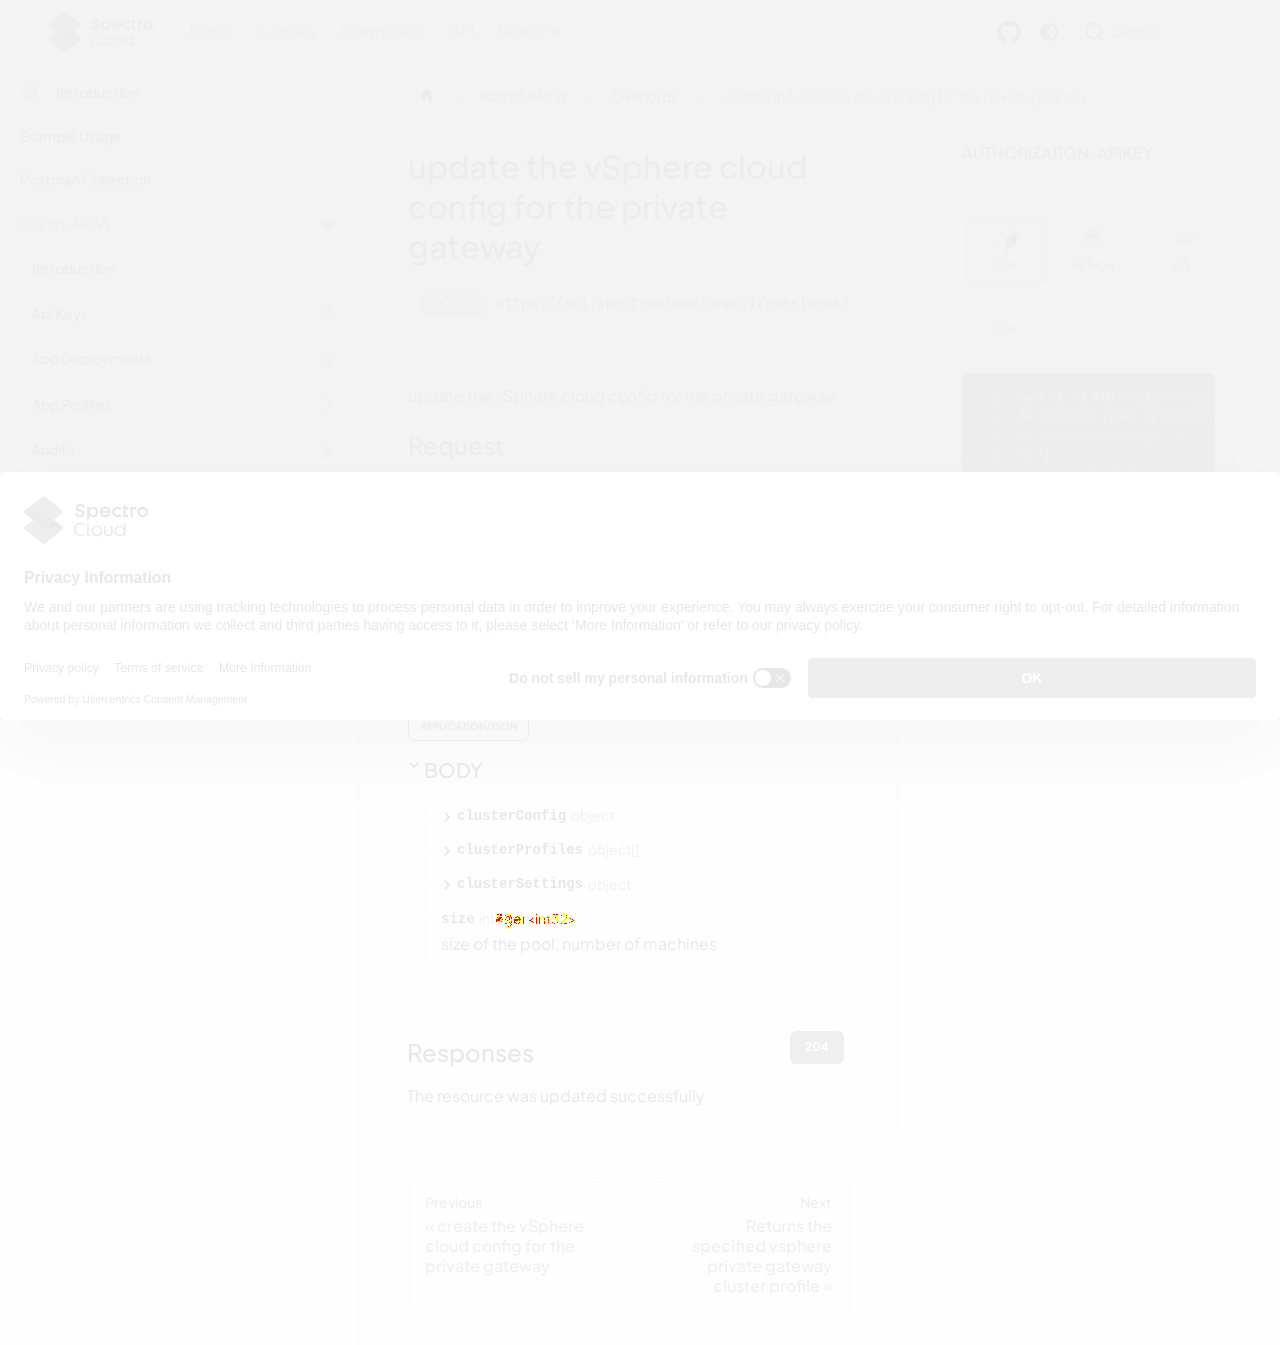 Spectro Cloud
Docs Tutorials Downloads API latest
Search
Introduction
Example Usage
Postman Collection
Palette API V1
Introduction
Api Keys
App Deployments
App Profiles
Audits
Palette API V1
Overlords
update the vSphere cloud config for the private gateway
update the vSphere cloud
config for the private
gateway
https://api.spectrocloud.com/v1/overlords/
update the vSphere cloud config for the private gateway
Request
AUTHORIZATION: APIKEY
CURL PYTHON GO
CURL
Spectro
Cloud
Privacy Information
We and our partners are using tracking technologies to process personal data in order to improve your experience. You may always exercise your consumer right to opt-out. For detailed information
about personal information we collect and third parties having access to it, please select 'More Information' or refer to our privacy policy.
Privacy policy Terms of service More Information
Powered by Usercentrics Consent Management
Do not sell my personal information
OK
APPLICATION/JSON
BODY
clusterConfig object
clusterProfiles object[]
clusterSettings object
size integer<int32>
size of the pool, number of machines
Responses
204
The resource was updated successfully
Previous
« create the vSphere
cloud config for the
private gateway
Next
Returns the
specified vsphere
private gateway
cluster profile »